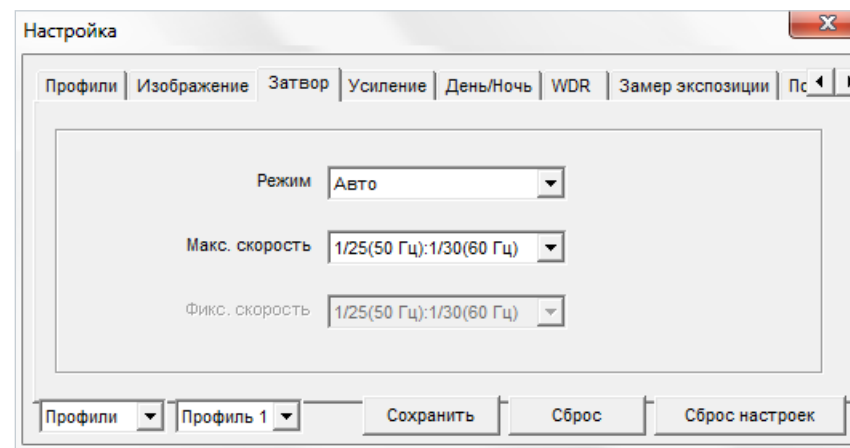 Настройка
Профили Изображение Затвор Усиление День/Ночь WDR Замер экспозиции
Режим Авто
Макс. скорость 1/25(50 Гц):1/30(60 Гц)
Фикс. скорость 1/25(50 Гц):1/30(60 Гц)
Профили Профиль 1 Сохранить Сброс Сброс настроек